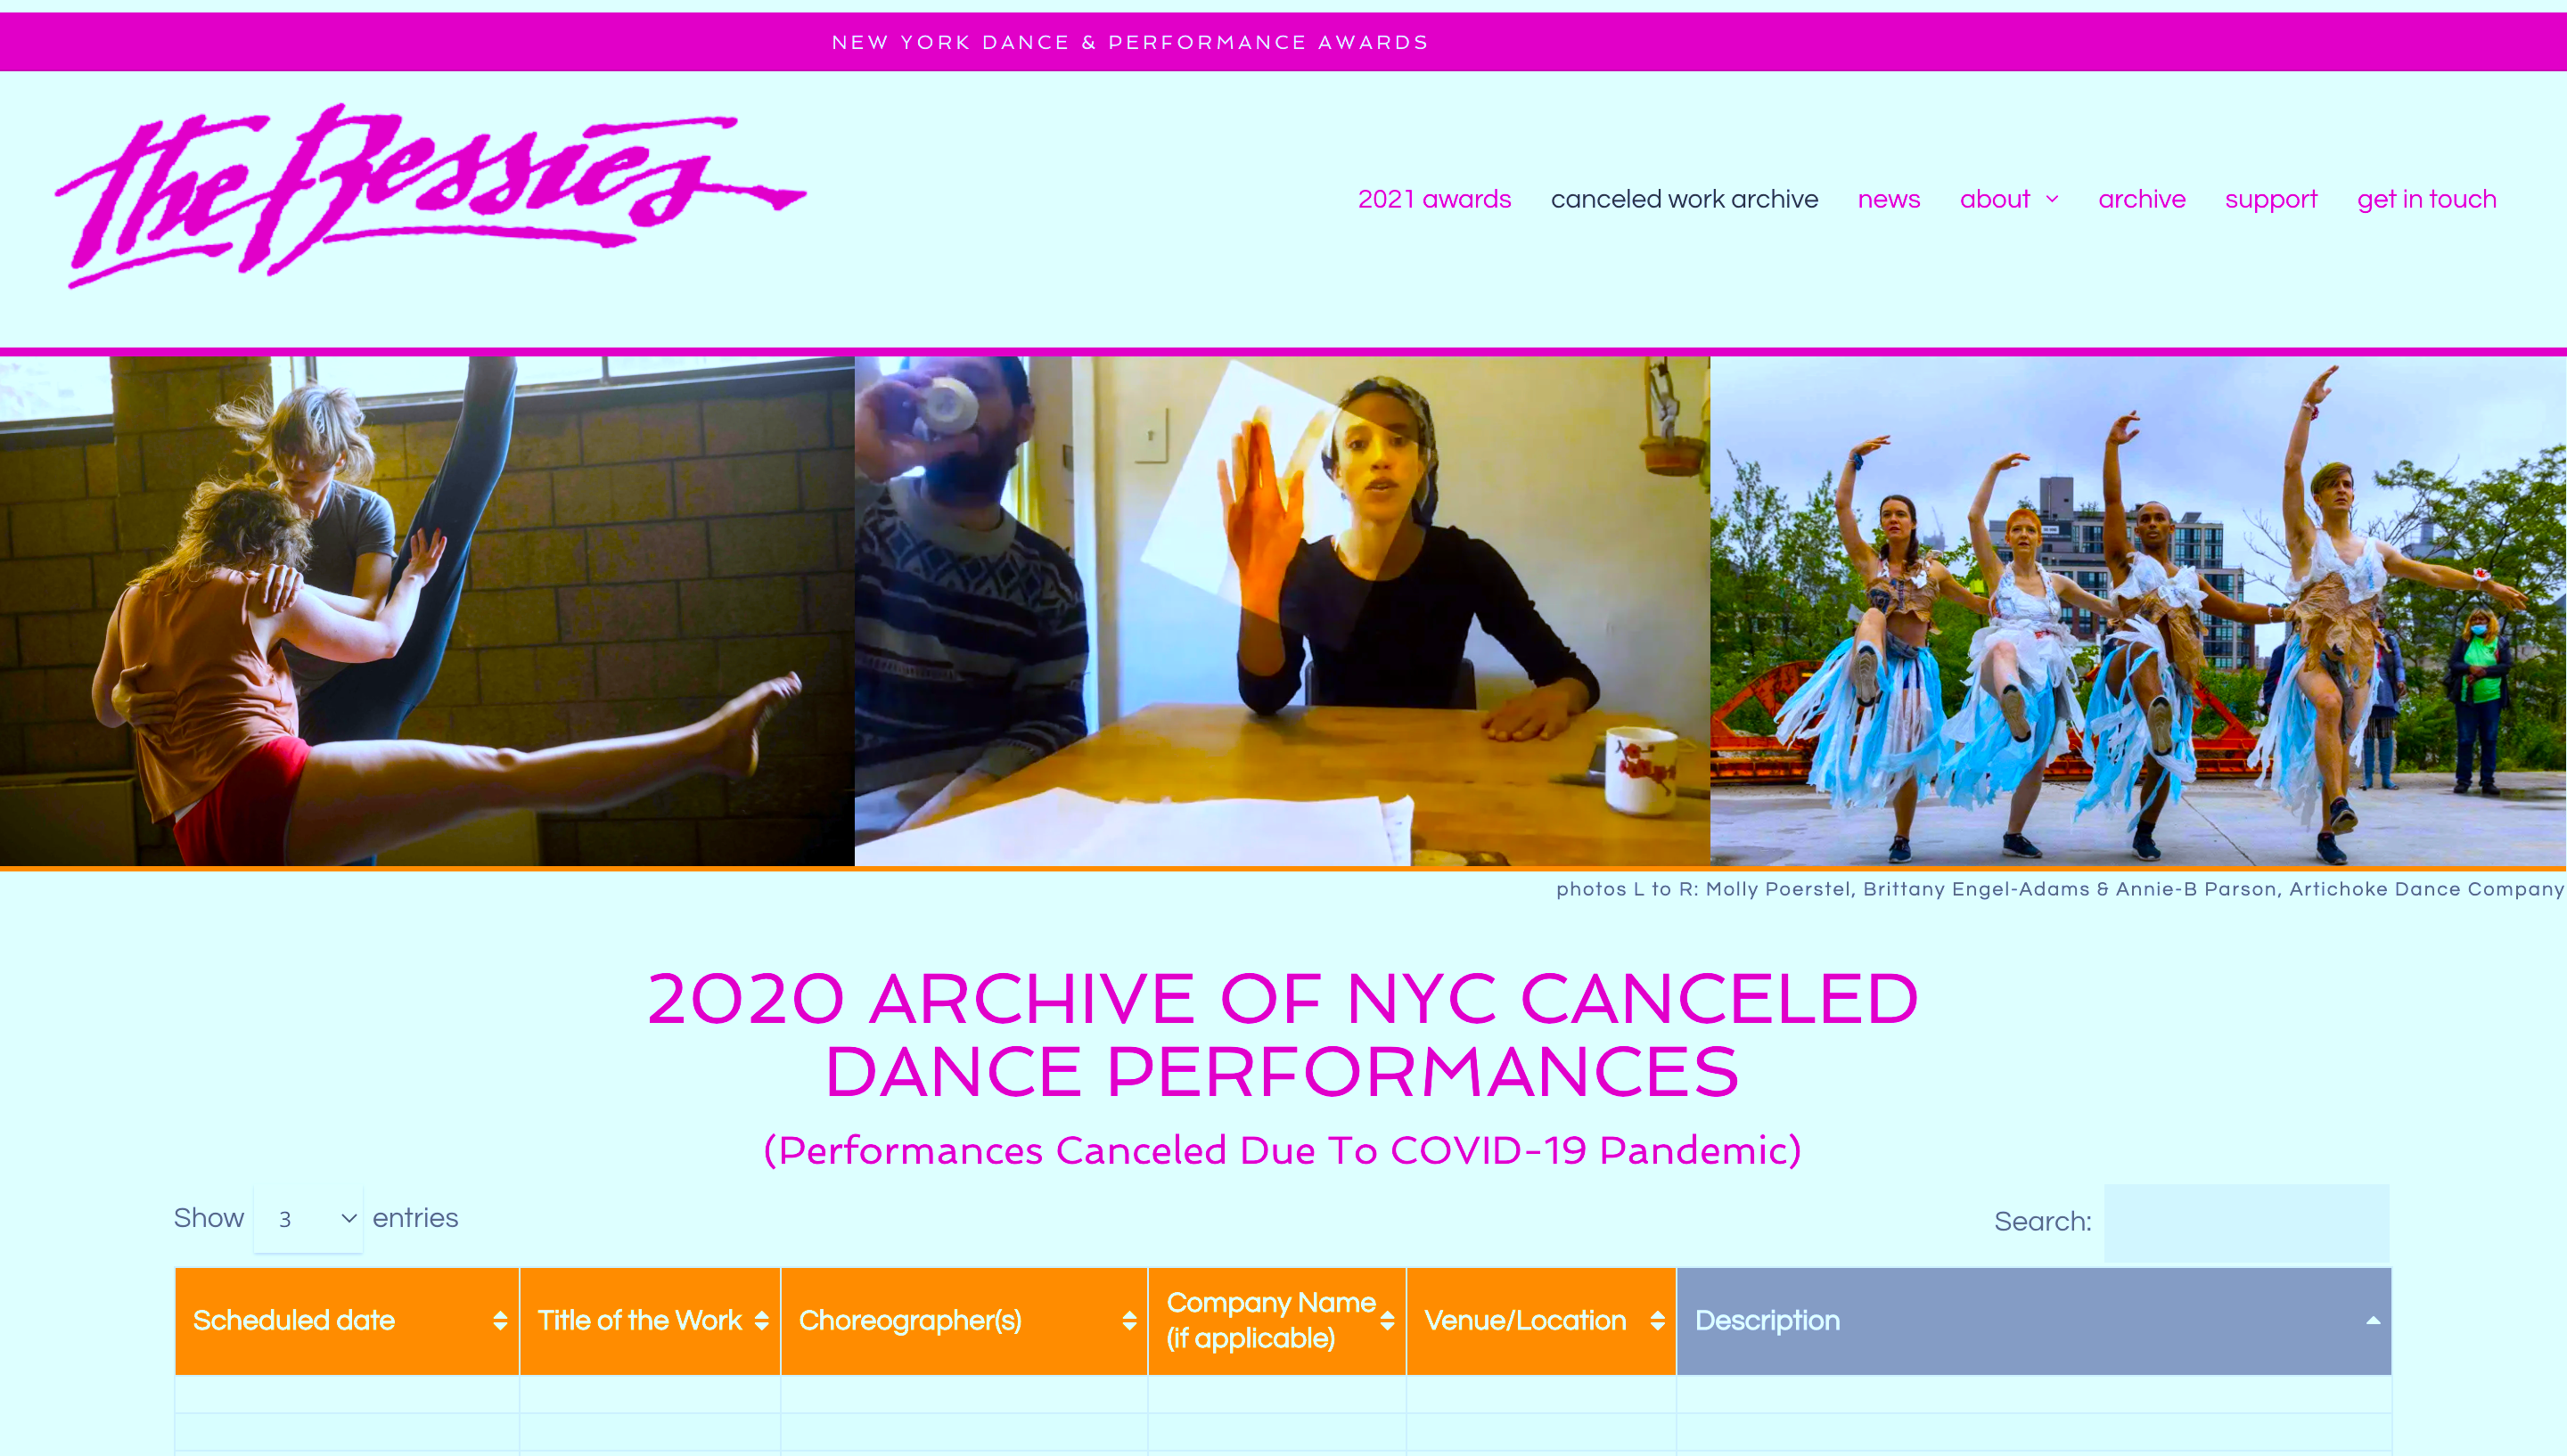 NEW YORK DANCE & PERFORMANCE AWARDS
the Bessies
2021 awards canceled work archive news about archive support get in touch
photos L to R: Molly Poerstel, Brittany Engel-Adams & Annie-B Parson, Artichoke Dance Company
2020 ARCHIVE OF NYC CANCELED
DANCE PERFORMANCES
(Performances Canceled Due To COVID-19 Pandemic)
Show 3 entries
Search:
Scheduled date
Title of the Work
Choreographer(s)
Company Name
(if applicable)
Venue/Location
Description